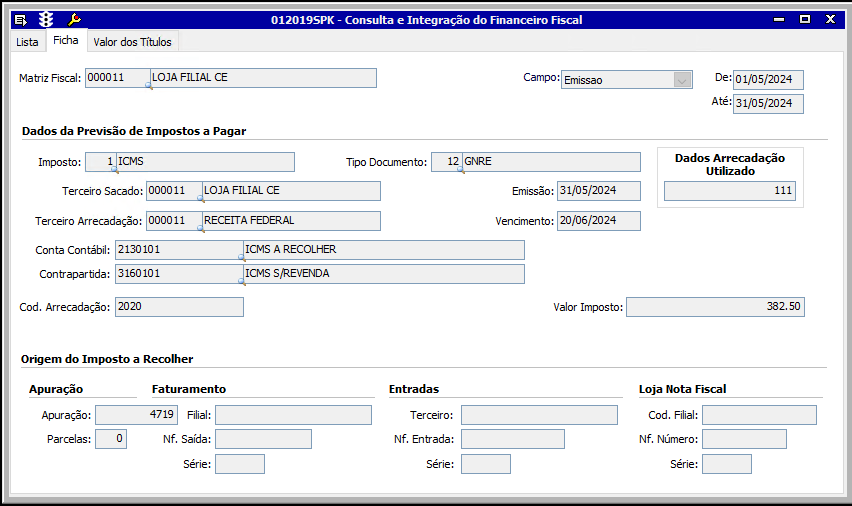 012019SPK - Consulta e Integração do Financeiro Fiscal
Lista Ficha Valor dos Títulos
Matriz Fiscal: 000011 LOJA FILIAL CE Campo: Emissao De: 01/05/2024
Até: 31/05/2024
Dados da Previsão de Impostos a Pagar
Imposto: 1 ICMS Tipo Documento: 12 GNRE
Dados Arrecadação
Utilizado
111
Terceiro Sacado: 000011 LOJA FILIAL CE Emissão: 31/05/2024
Terceiro Arrecadação: 000011 RECEITA FEDERAL Vencimento: 20/06/2024
Conta Contábil: 2130101 ICMS A RECOLHER
Contrapartida: 3160101 ICMS S/REVENDA
Cod. Arrecadação: 2020 Valor Imposto: 382.50
Origem do Imposto a Recolher
Apuração Faturamento Entradas Loja Nota Fiscal
Apuração: 4719 Filial: Terceiro: Cod. Filial:
Parcelas: 0 Nf. Saída: Nf. Entrada: Nf. Número:
Série: Série: Série: